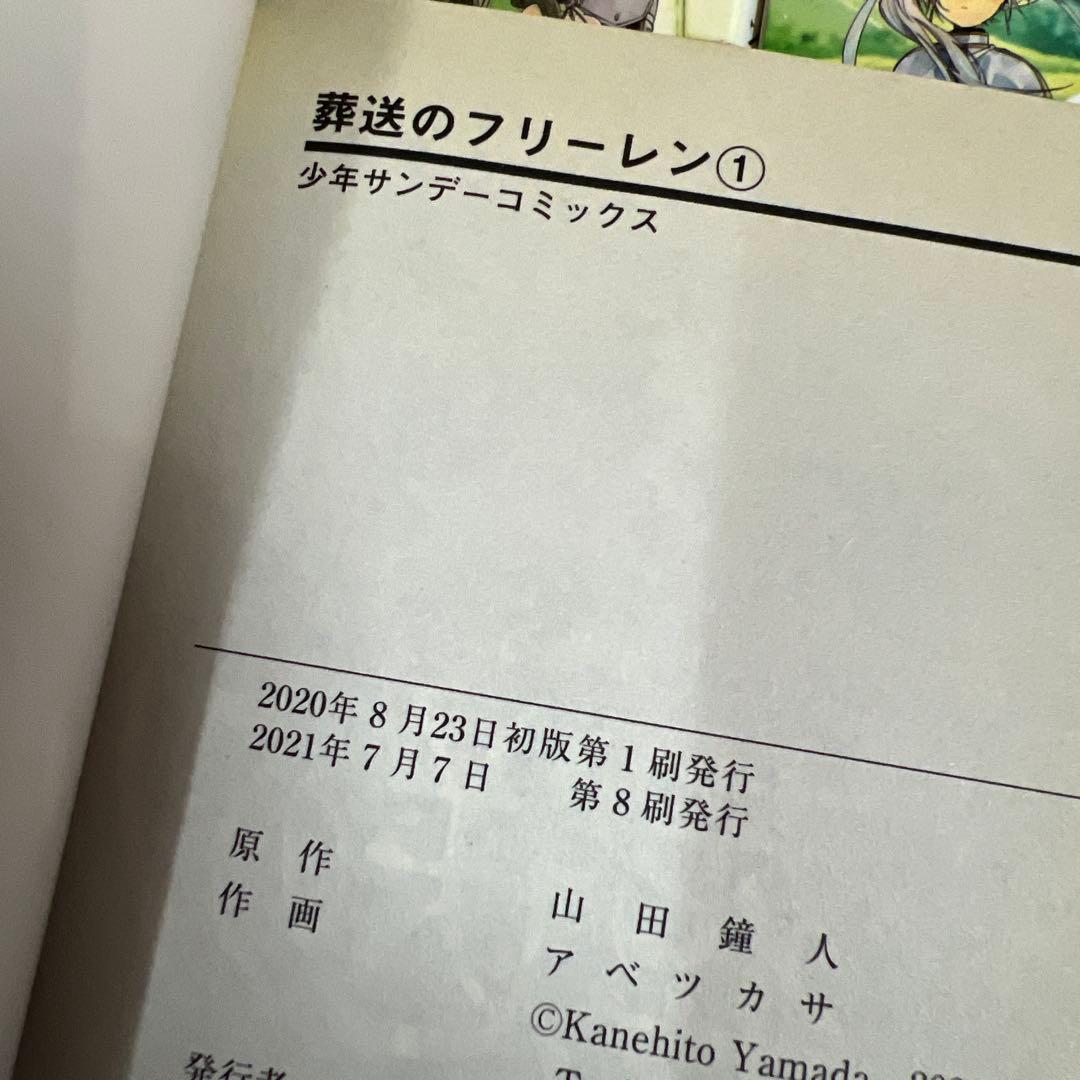 葬送のフリーレン①
少年サンデーコミックス
2020年8月23日初版第1刷発行
2021年7月7日 第8刷発行
原作 山田鐘人
作画 アベツカサ
©Kanehito Yamada
発行者